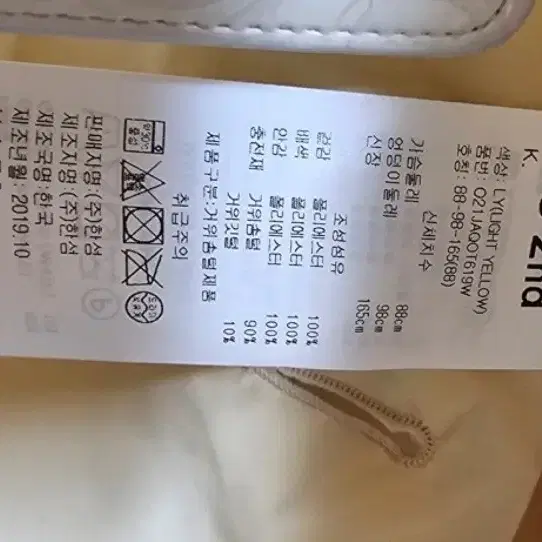 K
2nd
색상: LY(LIGHT YELLOW)
품번: O21JAQOT619W
호칭: 88-98-165(88)
신체치수
가슴둘레 88cm
엉덩이둘레 98cm
신장 165cm
조성섬유
겉감 폴리에스터 100%
배색 폴리에스터 100%
안감 폴리에스터 100%
충전재 거위솜털 90%
거위깃털 10%
제품 구분: 거위솜털제품
취급주의
판매자명: (주)한섬
제조자명: (주)한섬
제조국명: 한국
제조년월: 2019.10